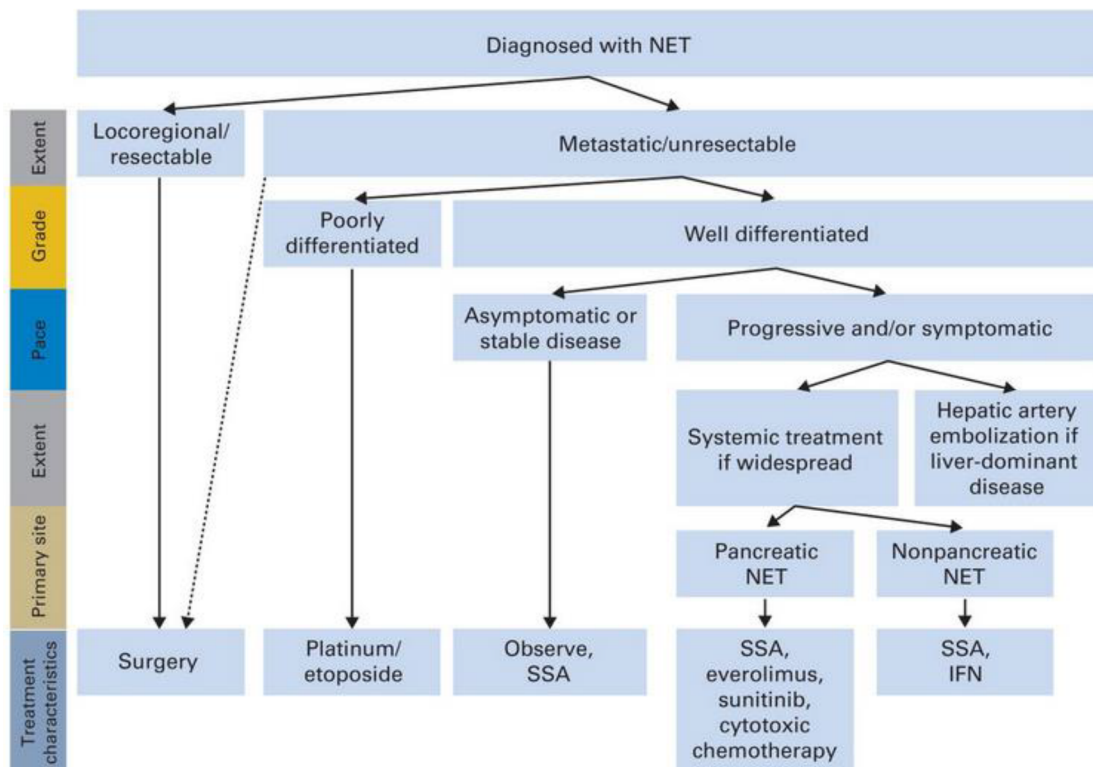 Diagnosed with NET
Extent
Locoregional/
resectable
Metastatic/unresectable
Grade
Poorly
differentiated
Well differentiated
Pace
Asymptomatic or
stable disease
Progressive and/or symptomatic
Extent
Systemic treatment
if widespread
Hepatic artery
embolization if
liver-dominant
disease
Primary site
Pancreatic
NET
Nonpancreatic
NET
Treatment
characteristics
Surgery
Platinum/
etoposide
Observe,
SSA
SSA,
everolimus,
sunitinib,
cytotoxic
chemotherapy
SSA,
IFN